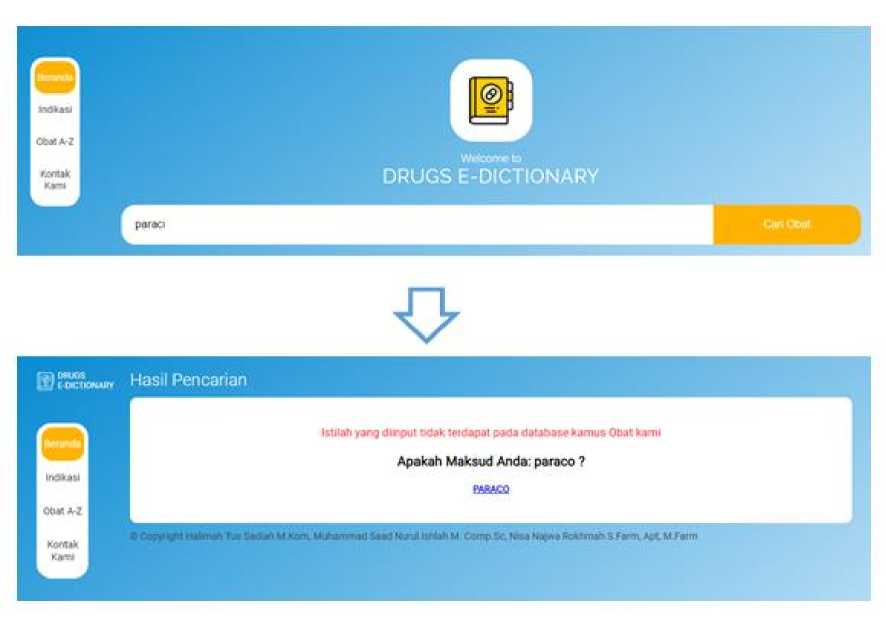 Beranda
Indikasi
Obat A-Z
Kontak
Kami
Welcome to
DRUGS E-DICTIONARY
paraci
Cari Obat
DRUGS
E-DICTIONARY
Hasil Pencarian
Istilah yang diinput tidak terdapat pada database kamus Obat kami
Apakah Maksud Anda: paraco ?
PARACO
Beranda
Indikasi
Obat A-Z
Kontak
Kami
© Copyright Halimah Tus Sadiah M.Kom, Muhammad Saad Nurul Ishlah M. Comp.Sc, Nisa Najwa Rokhmah S.Farm, Apt, M.Farm